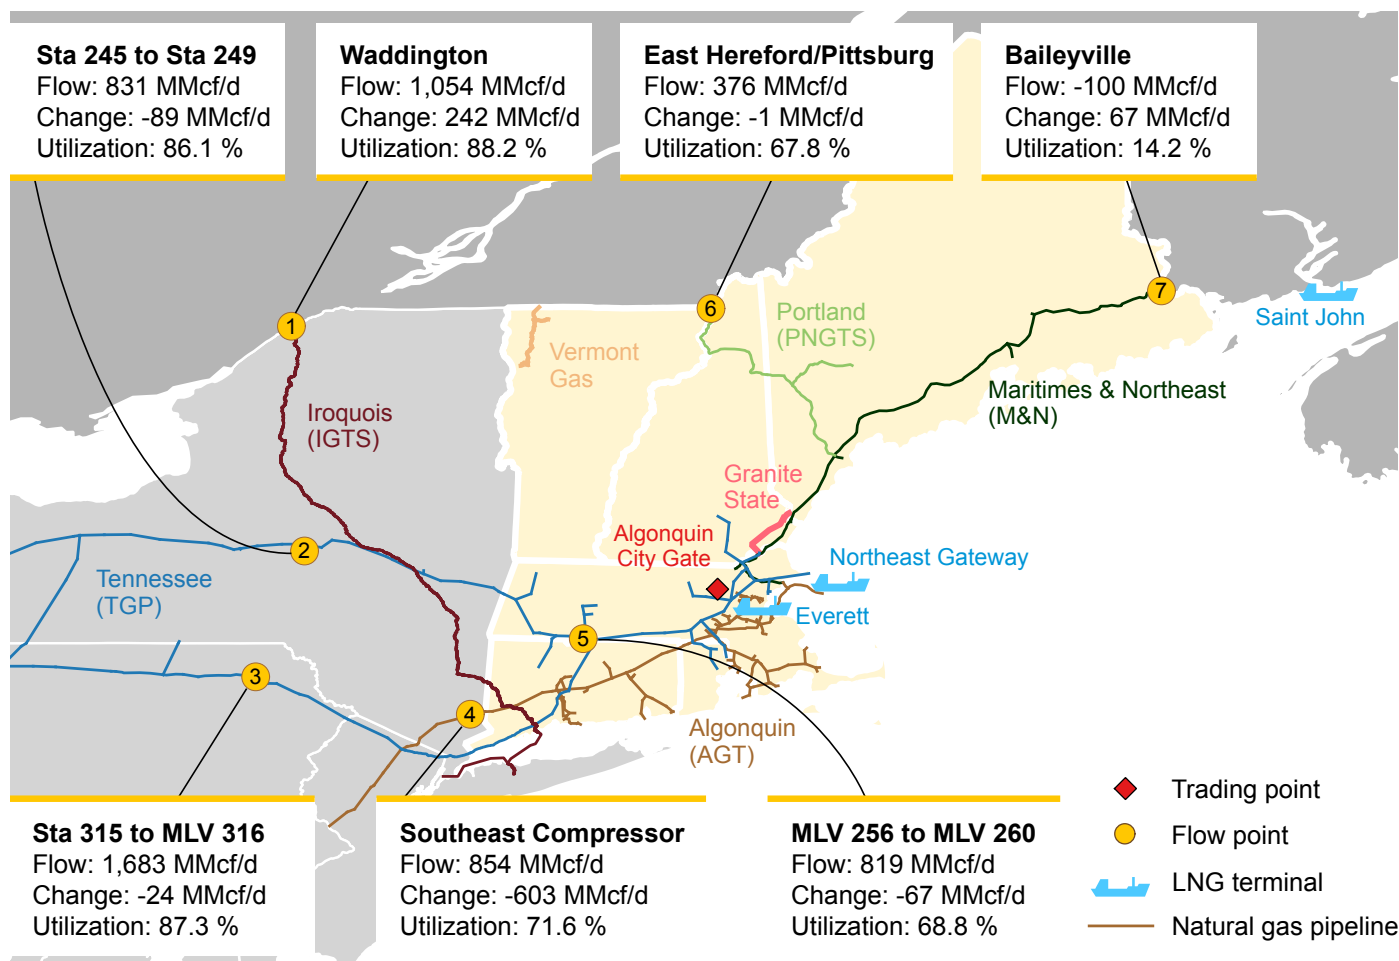 Sta 245 to Sta 249
Flow: 831 MMcf/d
Change: -89 MMcf/d
Utilization: 86.1 %
Waddington
Flow: 1,054 MMcf/d
Change: 242 MMcf/d
Utilization: 88.2 %
East Hereford/Pittsburg
Flow: 376 MMcf/d
Change: -1 MMcf/d
Utilization: 67.8 %
Baileyville
Flow: -100 MMcf/d
Change: 67 MMcf/d
Utilization: 14.2 %
1
6
7
Saint John
Portland
(PNGTS)
Vermont
Gas
Maritimes & Northeast
(M&N)
Iroquois
(IGTS)
Granite
State
Algonquin
City Gate
2
Northeast Gateway
Tennessee
(TGP)
Everett
5
3
4
Algonquin
(AGT)
Sta 315 to MLV 316
Flow: 1,683 MMcf/d
Change: -24 MMcf/d
Utilization: 87.3 %
Southeast Compressor
Flow: 854 MMcf/d
Change: -603 MMcf/d
Utilization: 71.6 %
MLV 256 to MLV 260
Flow: 819 MMcf/d
Change: -67 MMcf/d
Utilization: 68.8 %
Trading point
Flow point
LNG terminal
Natural gas pipeline